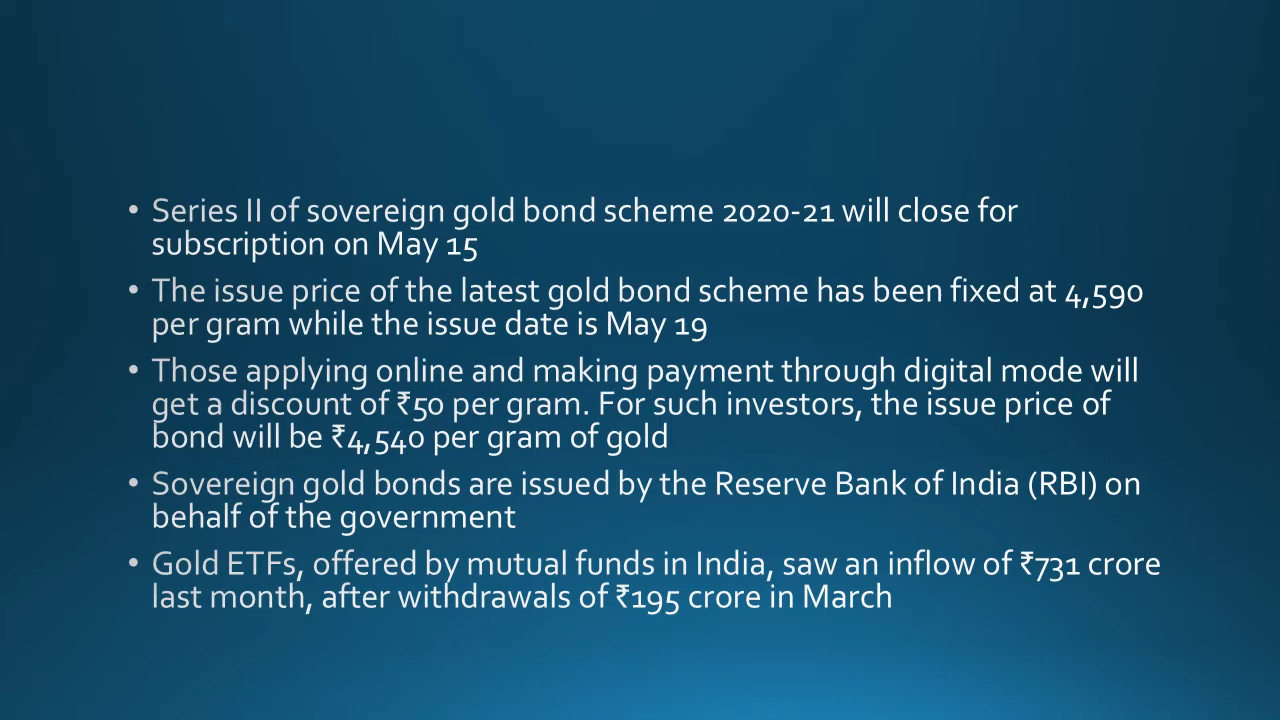 • Series II of sovereign gold bond scheme 2020-21 will close for
subscription on May 15
• The issue price of the latest gold bond scheme has been fixed at 4,590
per gram while the issue date is May 19
• Those applying online and making payment through digital mode will
get a discount of ₹50 per gram. For such investors, the issue price of
bond will be ₹4,540 per gram of gold
• Sovereign gold bonds are issued by the Reserve Bank of India (RBI) on
behalf of the government
• Gold ETFs, offered by mutual funds in India, saw an inflow of ₹731 crore
last month, after withdrawals of ₹195 crore in March